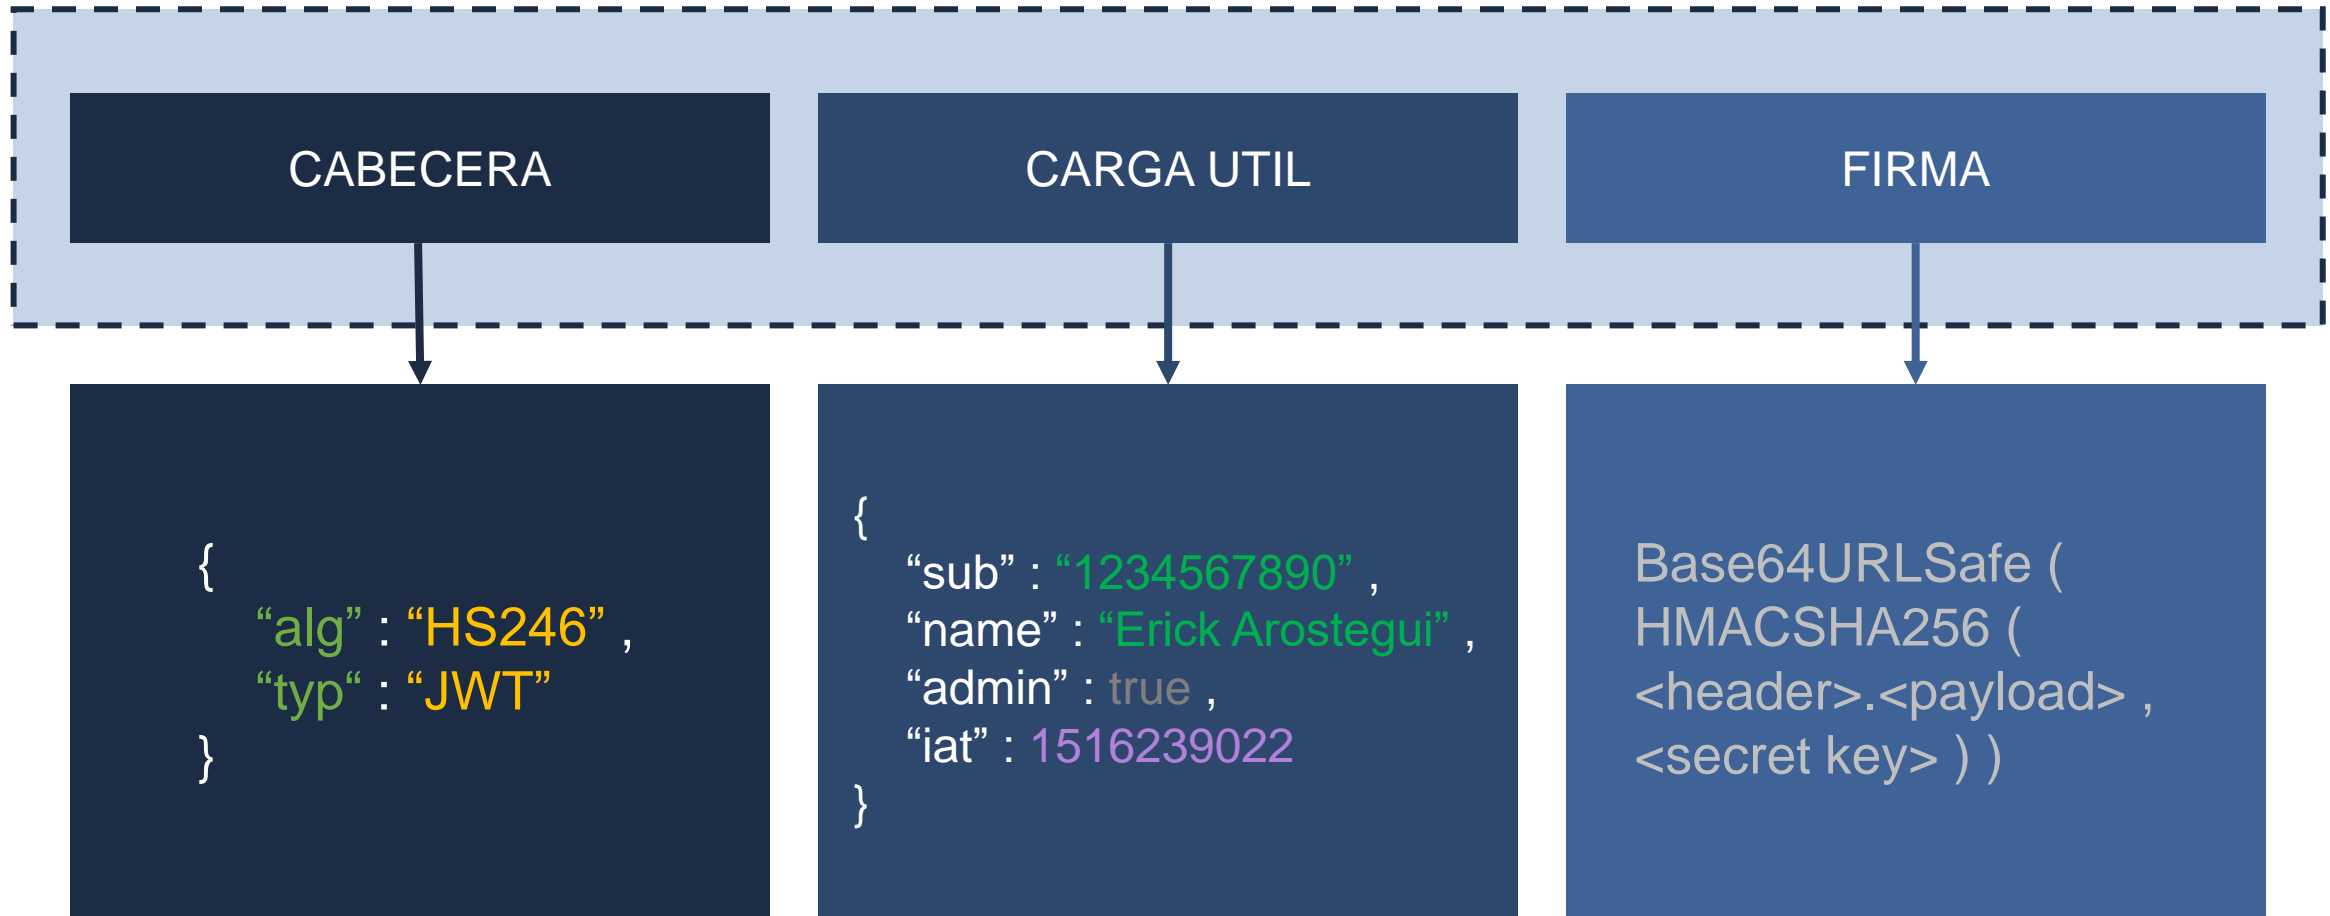 CABECERA
CARGA UTIL
FIRMA
{
“alg” : “HS246” ,
“typ“ : “JWT”
}
{
“sub” : “1234567890” ,
“name” : “Erick Arostegui” ,
“admin” : true ,
“iat” : 1516239022
}
Base64URLSafe (
HMACSHA256 (
<header>.<payload> ,
<secret key> ) )